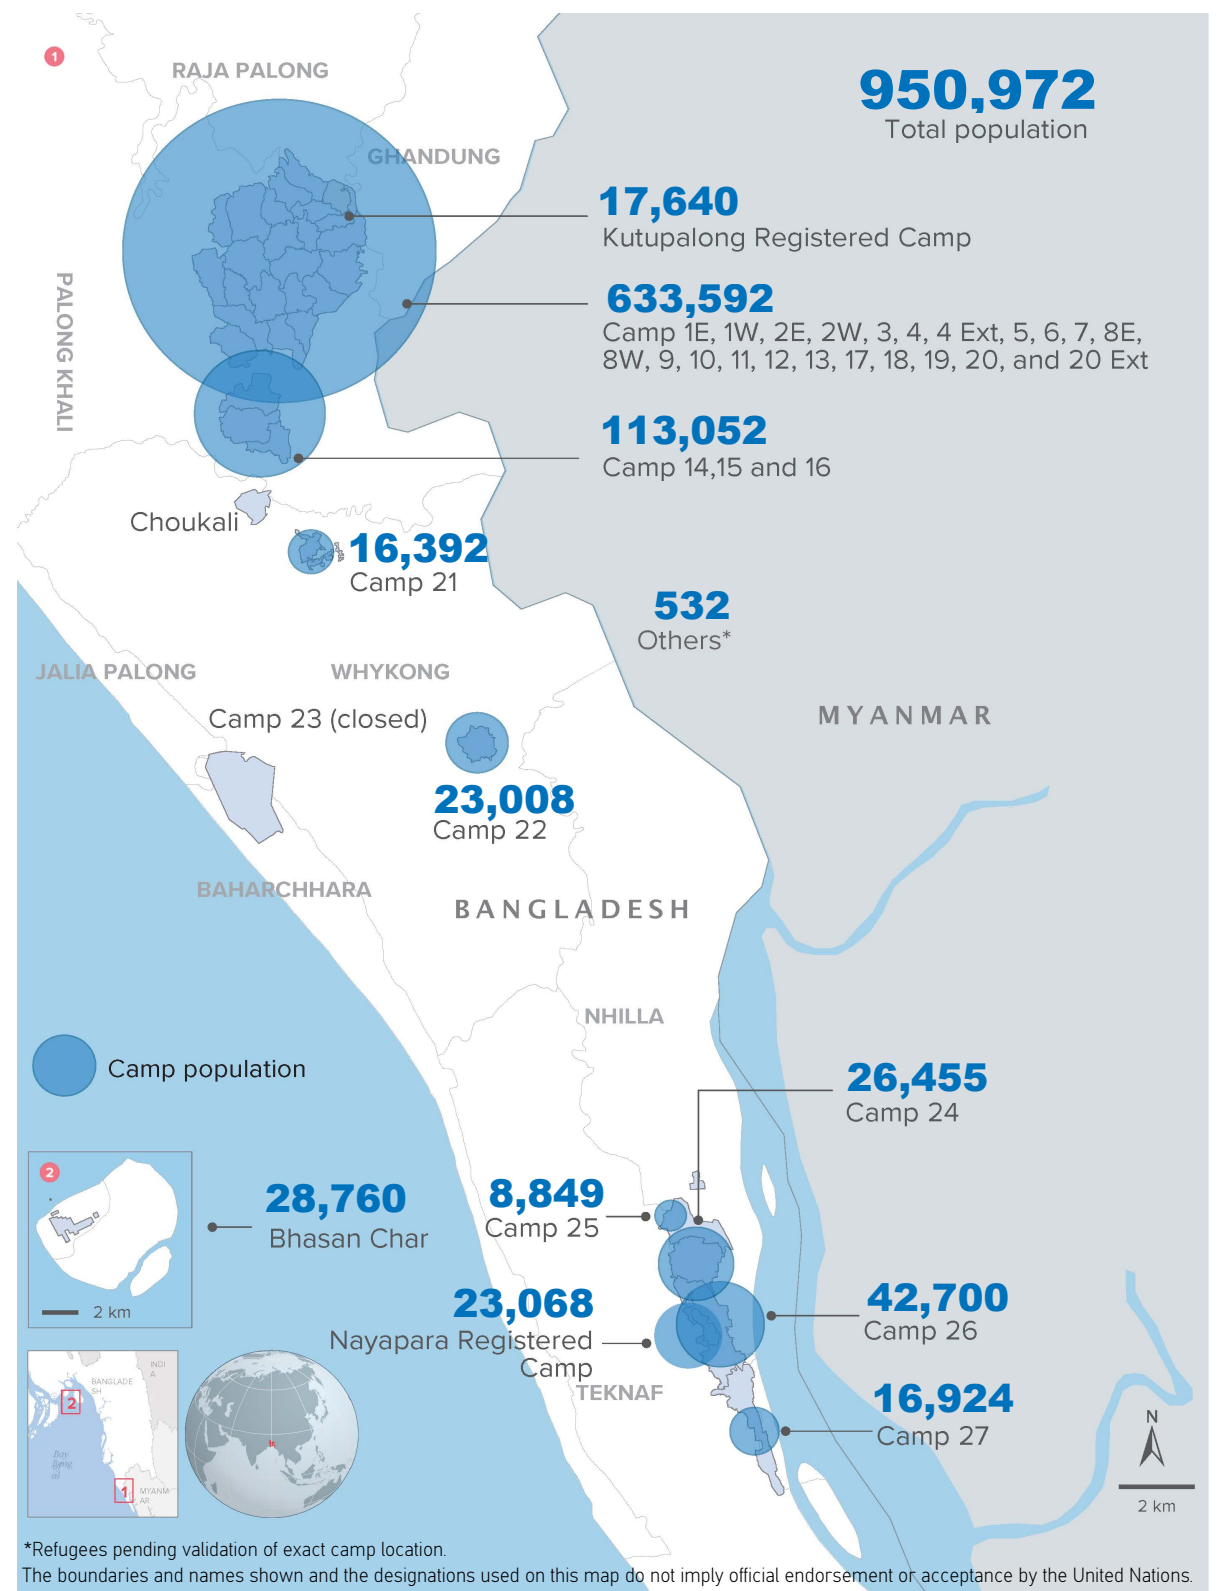 1
RAJA PALONG
950,972
Total population
GHANDUNG
17,640
Kutupalong Registered Camp
PALONG KHALI
633,592
Camp 1E, 1W, 2E, 2W, 3, 4, 4 Ext, 5, 6, 7, 8E,
8W, 9, 10, 11, 12, 13, 17, 18, 19, 20, and 20 Ext
113,052
Camp 14,15 and 16
Choukali
16,392
Camp 21
532
Others*
JALIA PALONG
WHYKONG
Camp 23 (closed)
MYANMAR
23,008
Camp 22
BAHARCHHARA
BANGLADESH
NHILLA
Camp population
26,455
Camp 24
2
2 km
28,760
Bhasan Char
8,849
Camp 25
23,068
Nayapara Registered
Camp
42,700
Camp 26
TEKNAF
16,924
Camp 27
INDI
A
BANGLADE
SH
2
Bay
1
MYANM
AR
N
2 km
*Refugees pending validation of exact camp location.
The boundaries and names shown and the designations used on this map do not imply official endorsement or acceptance by the United Nations.